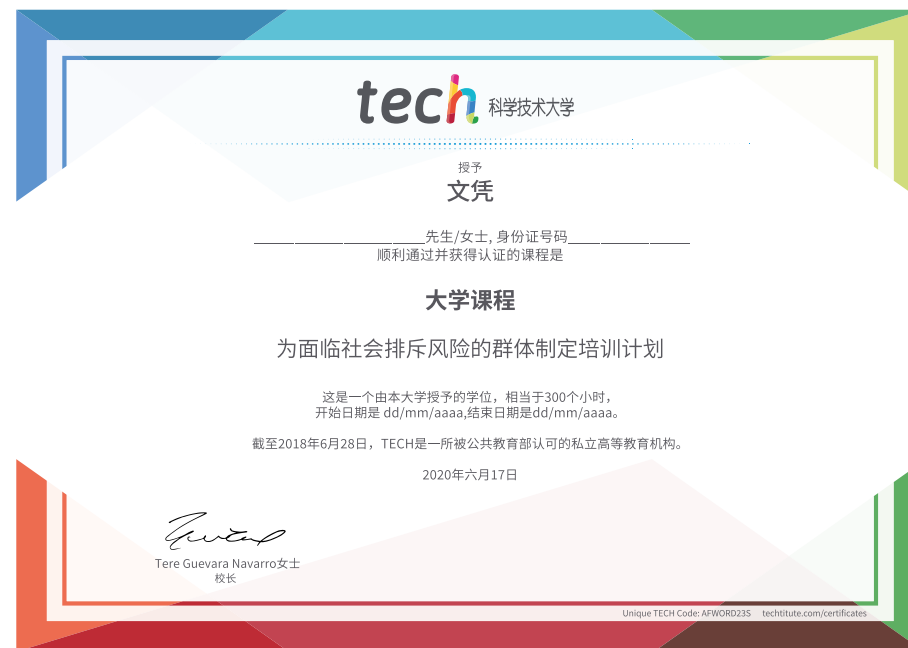 tech 科学技术大学
授予
文凭
____________________先生/女士, 身份证号码______________
顺利通过并获得认证的课程是
大学课程
为面临社会排斥风险的群体制定培训计划
这是一个由本大学授予的学位，相当于300个小时，
开始日期是 dd/mm/aaaa,结束日期是dd/mm/aaaa。
截至2018年6月28日，TECH是一所被公共教育部认可的私立高等教育机构。
2020年六月17日
Tere Guevara Navarro女士
校长
Unique TECH Code: AFWORD23S techtitute.com/certificates